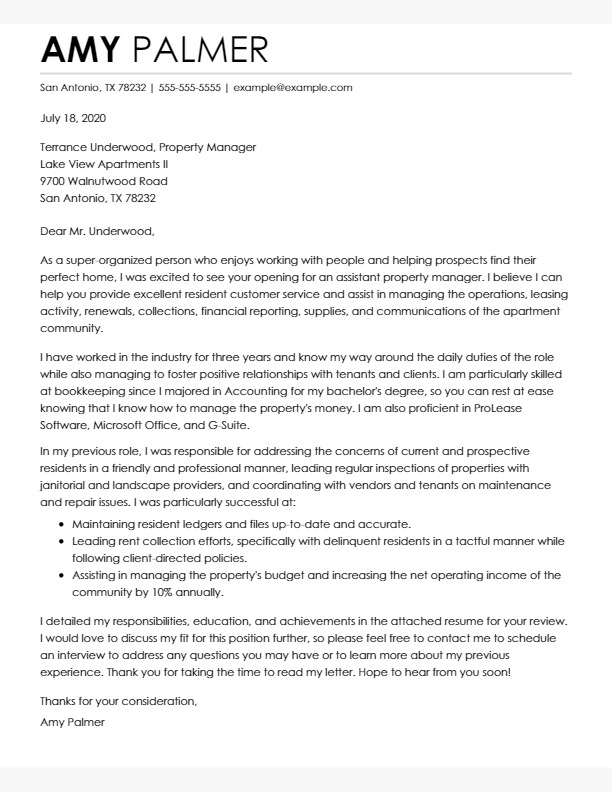 AMY PALMER
San Antonio, TX 78232 | 555-555-5555 | example@example.com
July 18, 2020
Terrance Underwood, Property Manager
Lake View Apartments II
9700 Walnutwood Road
San Antonio, TX 78232
Dear Mr. Underwood,
As a super-organized person who enjoys working with people and helping prospects find their
perfect home, I was excited to see your opening for an assistant property manager. I believe I can
help you provide excellent resident customer service and assist in managing the operations, leasing
activity, renewals, collections, financial reporting, supplies, and communications of the apartment
community.
I have worked in the industry for three years and know my way around the daily duties of the role
while also managing to foster positive relationships with tenants and clients. I am particularly skilled
at bookkeeping since I majored in Accounting for my bachelor's degree, so you can rest at ease
knowing that I know how to manage the property's money. I am also proficient in ProLease
Software, Microsoft Office, and G-Suite.
In my previous role, I was responsible for addressing the concerns of current and prospective
residents in a friendly and professional manner, leading regular inspections of properties with
janitorial and landscape providers, and coordinating with vendors and tenants on maintenance
and repair issues. I was particularly successful at:
• Maintaining resident ledgers and files up-to-date and accurate.
• Leading rent collection efforts, specifically with delinquent residents in a tactful manner while
following client-directed policies.
• Assisting in managing the property's budget and increasing the net operating income of the
community by 10% annually.
I detailed my responsibilities, education, and achievements in the attached resume for your review.
I would love to discuss my fit for this position further, so please feel free to contact me to schedule
an interview to address any questions you may have or to learn more about my previous
experience. Thank you for taking the time to read my letter. Hope to hear from you soon!
Thanks for your consideration,
Amy Palmer